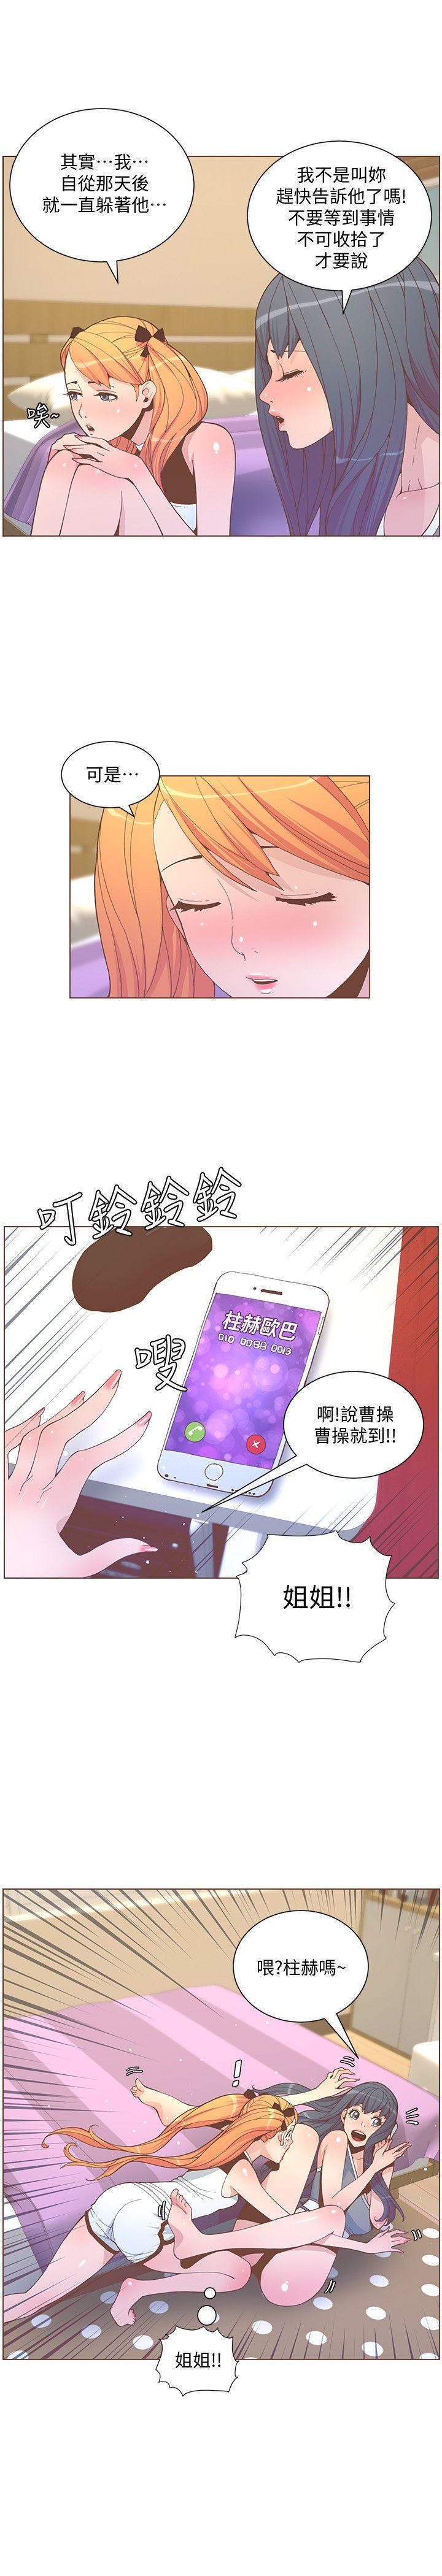 其實⋯我⋯
自從那天後
就一直躲著他⋯
我不是叫妳
趕快告訴他了嗎!
不要等到事情
不可收拾了
才要說
唉~
可是⋯
叮鈴鈴鈴
柱赫歐巴
嗖
啊!說曹操
曹操就到!!
姐姐!!
喂?柱赫嗎~
!
姐姐!!